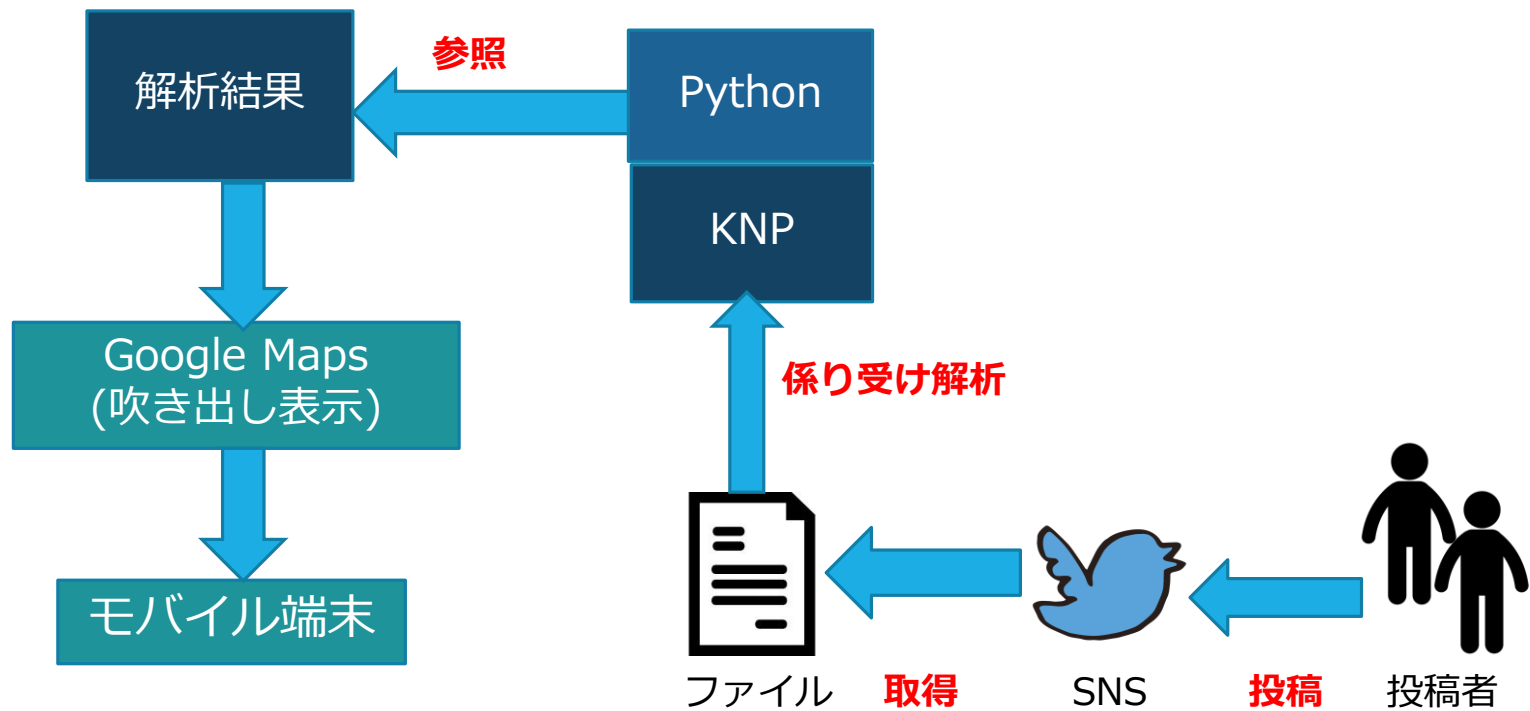 参照
解析結果
Python
KNP
Google Maps
(吹き出し表示)
係り受け解析
モバイル端末
ファイル
取得
SNS
投稿
投稿者